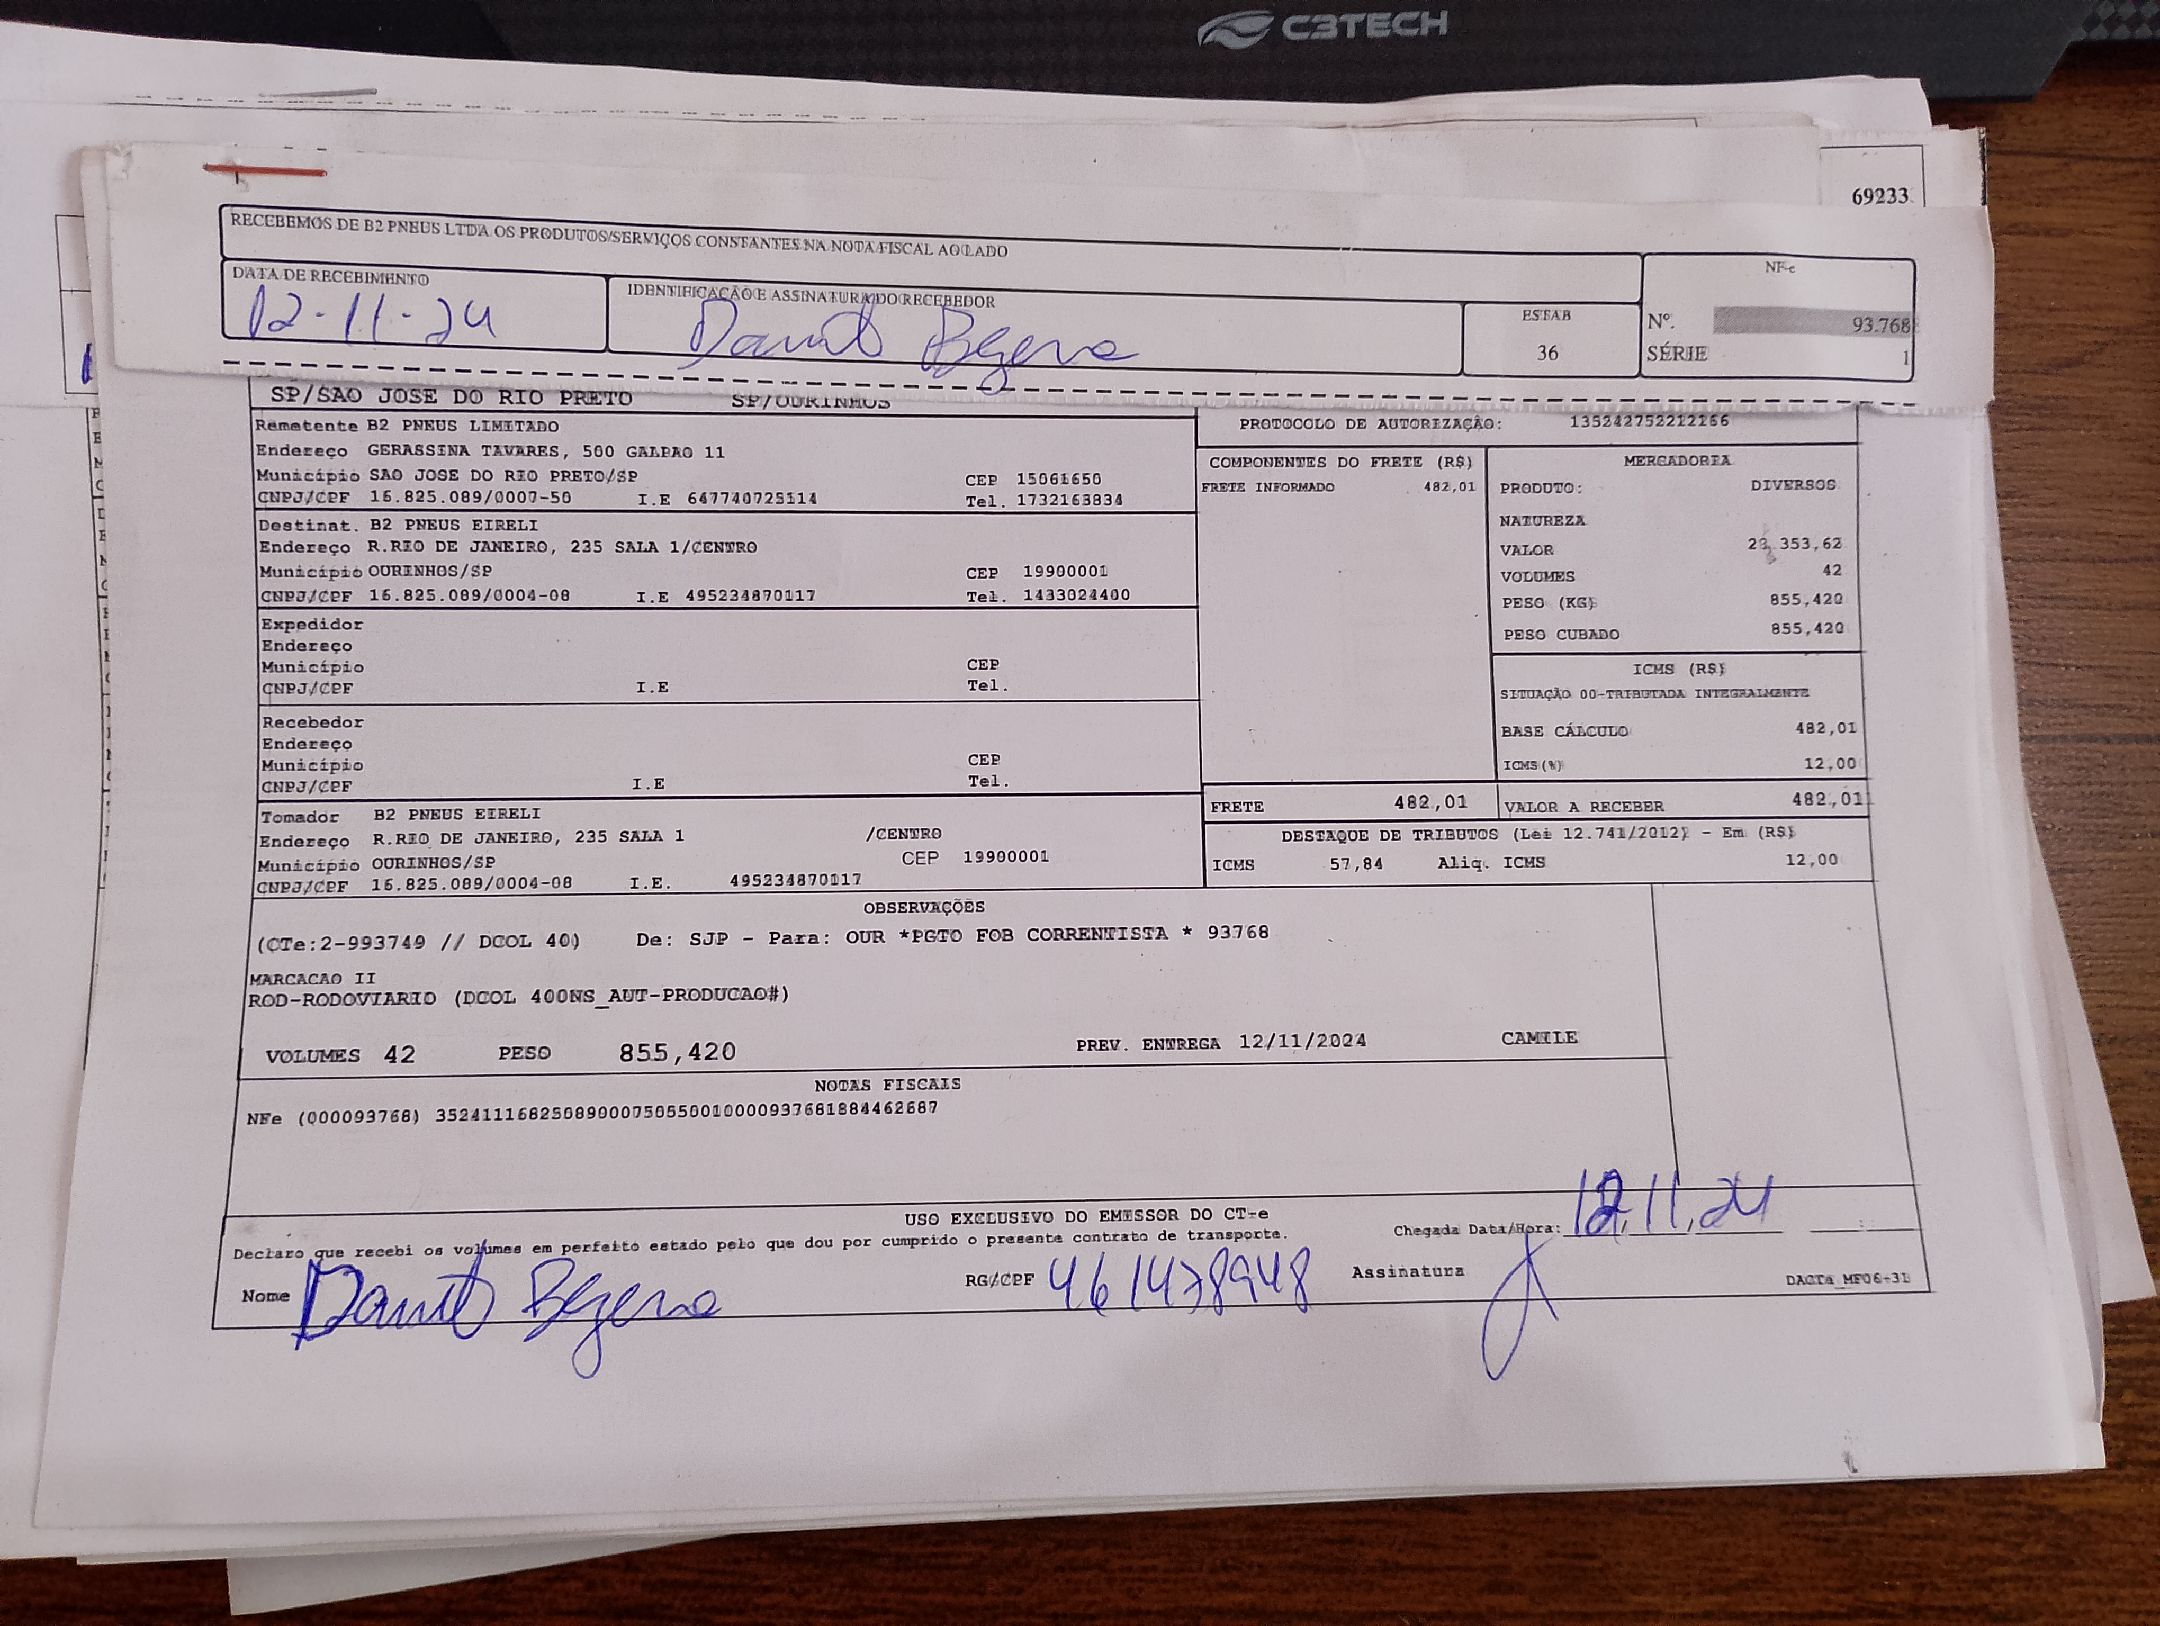 C3TECH
69233
RECEBEMOS DE B2 PNEUS LTDA OS PRODUTOS/SERVIÇOS CONSTANTES NA NOTA FISCAL AO LADO
NF-e
DATA DE RECEBIMENTO
12-11-24
IDENTIFICAÇÃO E ASSINATURA DO RECEBEDOR
ESTAB
36
Nº. 93.768
SÉRIE 1
SP/SAO JOSE DO RIO PRETO SP/OURINHOS
Remetente B2 PNEUS LIMITADO
Endereço GERASSINA TAVARES, 500 GALPAO 11
Município SAO JOSE DO RIO PRETO/SP CEP 15061650
CNPJ/CPF 16.825.089/0007-50 I.E 647740725114 Tel. 1732163834
Destinat. B2 PNEUS EIRELI
Endereço R.RIO DE JANEIRO, 235 SALA 1/CENTRO
Município OURINHOS/SP CEP 19900001
CNPJ/CPF 16.825.089/0004-08 I.E 495234870117 Tel. 1433024400
Expedidor
Endereço
Município CEP
CNPJ/CPF I.E Tel.
Recebedor
Endereço
Município CEP
CNPJ/CPF I.E Tel.
Tomador B2 PNEUS EIRELI
Endereço R.RIO DE JANEIRO, 235 SALA 1 /CENTRO
Município OURINHOS/SP CEP 19900001
CNPJ/CPF 16.825.089/0004-08 I.E. 495234870117
PROTOCOLO DE AUTORIZAÇÃO: 135242752212266
COMPONENTES DO FRETE (R$)
FRETE INFORMADO 482,01
MERCADORIA
PRODUTO: DIVERSOS
NATUREZA
VALOR 23.353,62
VOLUMES 42
PESO (KG) 855,420
PESO CUBADO 855,420
ICMS (R$)
SITUAÇÃO 00-TRIBUTADA INTEGRALMENTE
BASE CÁLCULO 482,01
ICMS(%) 12,00
FRETE 482,01 VALOR A RECEBER 482,01
DESTAQUE DE TRIBUTOS (Lei 12.741/2012) - Em (R$)
ICMS 57,84 Aliq. ICMS 12,00
OBSERVAÇÕES
(CTe:2-993749 // DCOL 40) De: SJP - Para: OUR *PGTO FOB CORRENTISTA * 93768
MARCACAO II
ROD-RODOVIARIO (DCOL 400NS_AUT-PRODUCAO#)
VOLUMES 42 PESO 855,420 PREV. ENTREGA 12/11/2024 CAMILE
NOTAS FISCAIS
NFe (000093768) 35241116825089000750550010000937681884462687
USO EXCLUSIVO DO EMISSOR DO CT-e
Declaro que recebi os volumes em perfeito estado pelo que dou por cumprido o presente contrato de transporte.
Chegada Data/Hora: 12,11,24 :
Nome
RG/CPF 461478948 Assinatura
DACTe MF06-31